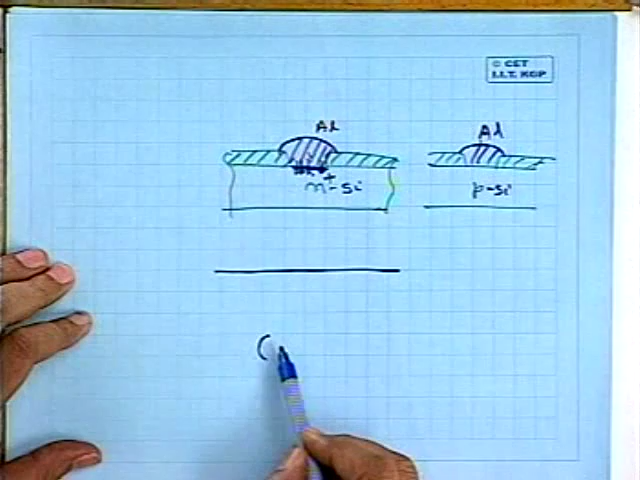 © CET
I.I.T. KGP
Al
Al
n+-si
p-si
(